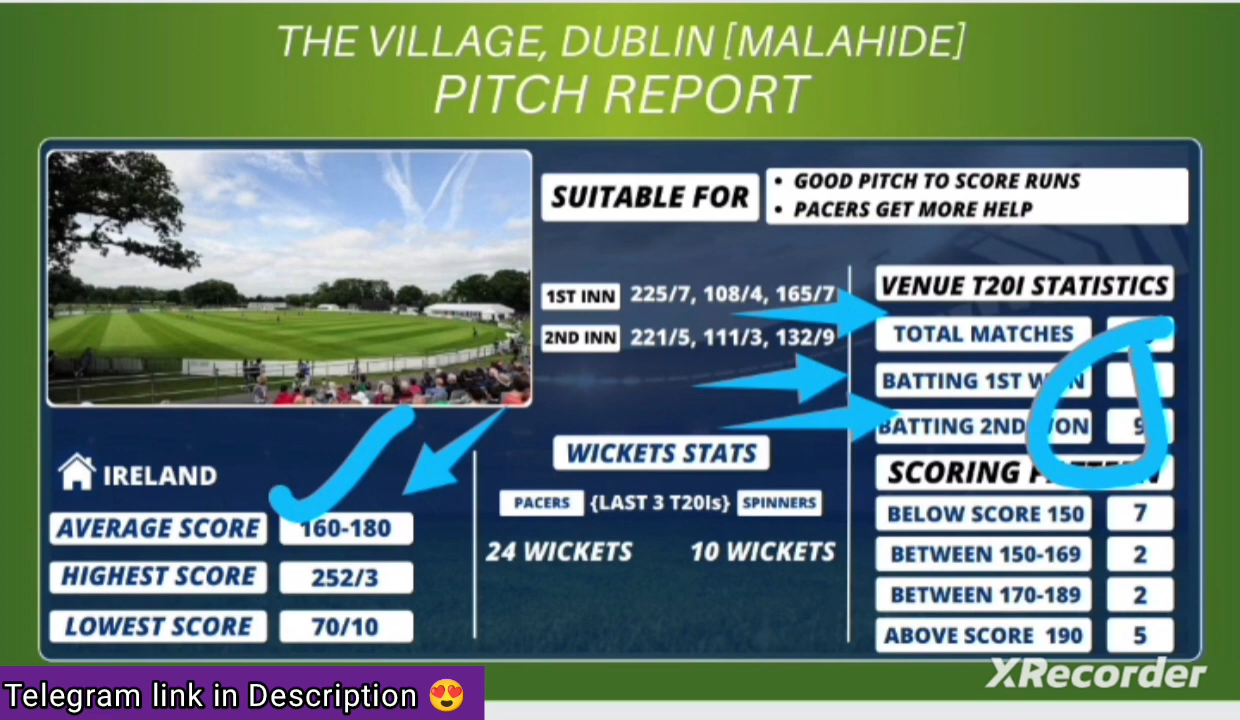 THE VILLAGE, DUBLIN [MALAHIDE]
PITCH REPORT
SUITABLE FOR
• GOOD PITCH TO SCORE RUNS
• PACERS GET MORE HELP
1ST INN 225/7, 108/4, 165/7
2ND INN 221/5, 111/3, 132/9
VENUE T20I STATISTICS
TOTAL MATCHES
BATTING 1ST WON
BATTING 2ND WON 9
SCORING PATTERN
BELOW SCORE 150 7
BETWEEN 150-169 2
BETWEEN 170-189 2
ABOVE SCORE 190 5
WICKETS STATS
PACERS {LAST 3 T20Is} SPINNERS
24 WICKETS 10 WICKETS
IRELAND
AVERAGE SCORE 160-180
HIGHEST SCORE 252/3
LOWEST SCORE 70/10
XRecorder
Telegram link in Description 😍